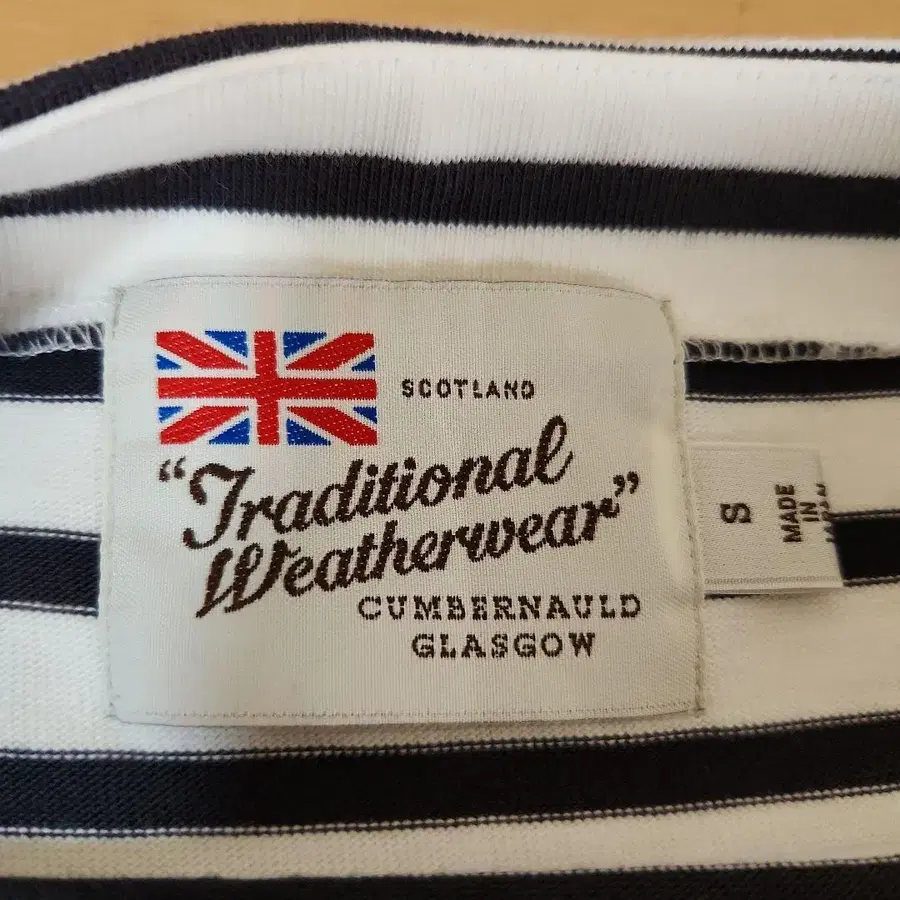 SCOTLAND
“Traditional
Weatherwear”
CUMBERNAULD
GLASGOW
S
MADE
IN